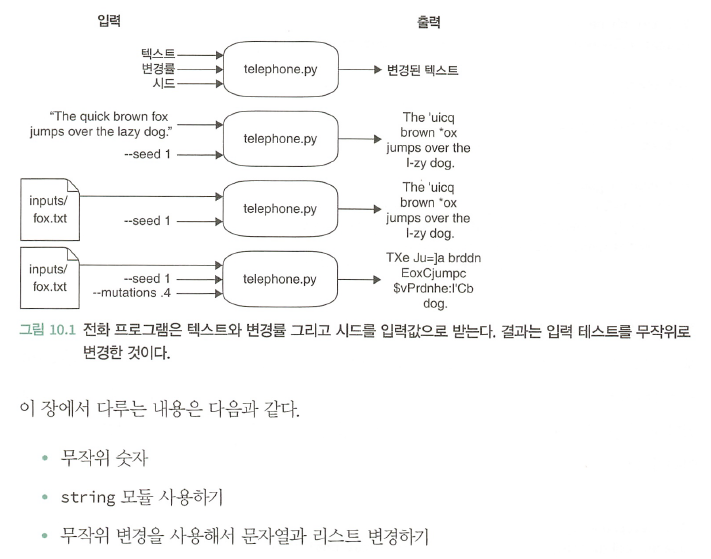 입력
출력
텍스트
변경률
시드
telephone.py
변경된 텍스트
“The quick brown fox
jumps over the lazy dog.”
--seed 1
telephone.py
The 'uicq
brown *ox
jumps over the
l-zy dog.
inputs/
fox.txt
--seed 1
telephone.py
The 'uicq
brown *ox
jumps over the
l-zy dog.
inputs/
fox.txt
--seed 1
--mutations .4
telephone.py
TXe Ju=]a brddn
EoxCjumpc
$vPrdnhe:l'Cb
dog.
그림 10.1 전화 프로그램은 텍스트와 변경률 그리고 시드를 입력값으로 받는다. 결과는 입력 테스트를 무작위로
변경한 것이다.
이 장에서 다루는 내용은 다음과 같다.
• 무작위 숫자
• string 모듈 사용하기
• 무작위 변경을 사용해서 문자열과 리스트 변경하기